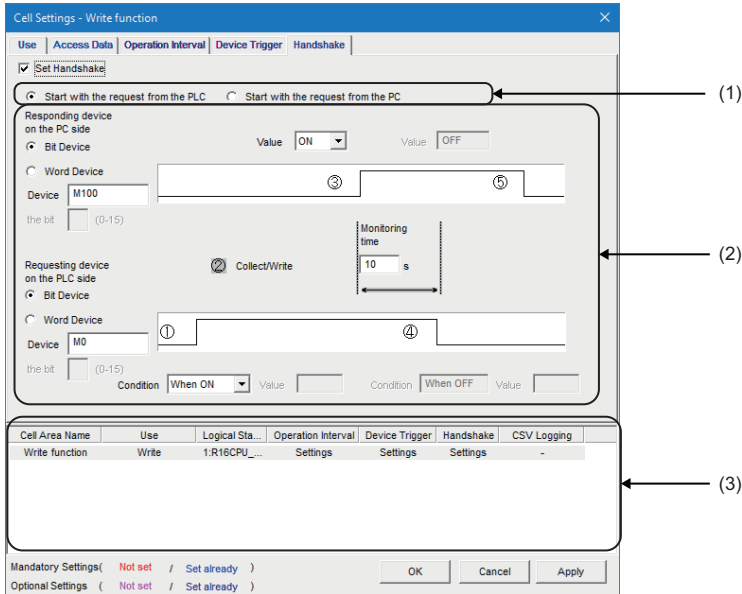 Cell Settings - Write function
Use Access Data Operation Interval Device Trigger Handshake
Set Handshake
Start with the request from the PLC Start with the request from the PC (1)
Responding device
on the PC side
Bit Device Value ON Value OFF
Word Device
③ ⑤
Device M100
the bit (0-15)
Monitoring
time
(2)
Requesting device
on the PLC side
② Collect/Write 10 s
Bit Device
Word Device
① ④
Device M0
the bit (0-15)
Condition When ON Value Condition When OFF Value
Cell Area Name Use Logical Sta... Operation Interval Device Trigger Handshake CSV Logging
Write function Write 1:R16CPU_... Settings Settings Settings -
(3)
Mandatory Settings( Not set / Set already )
Optional Settings ( Not set / Set already )
OK Cancel Apply